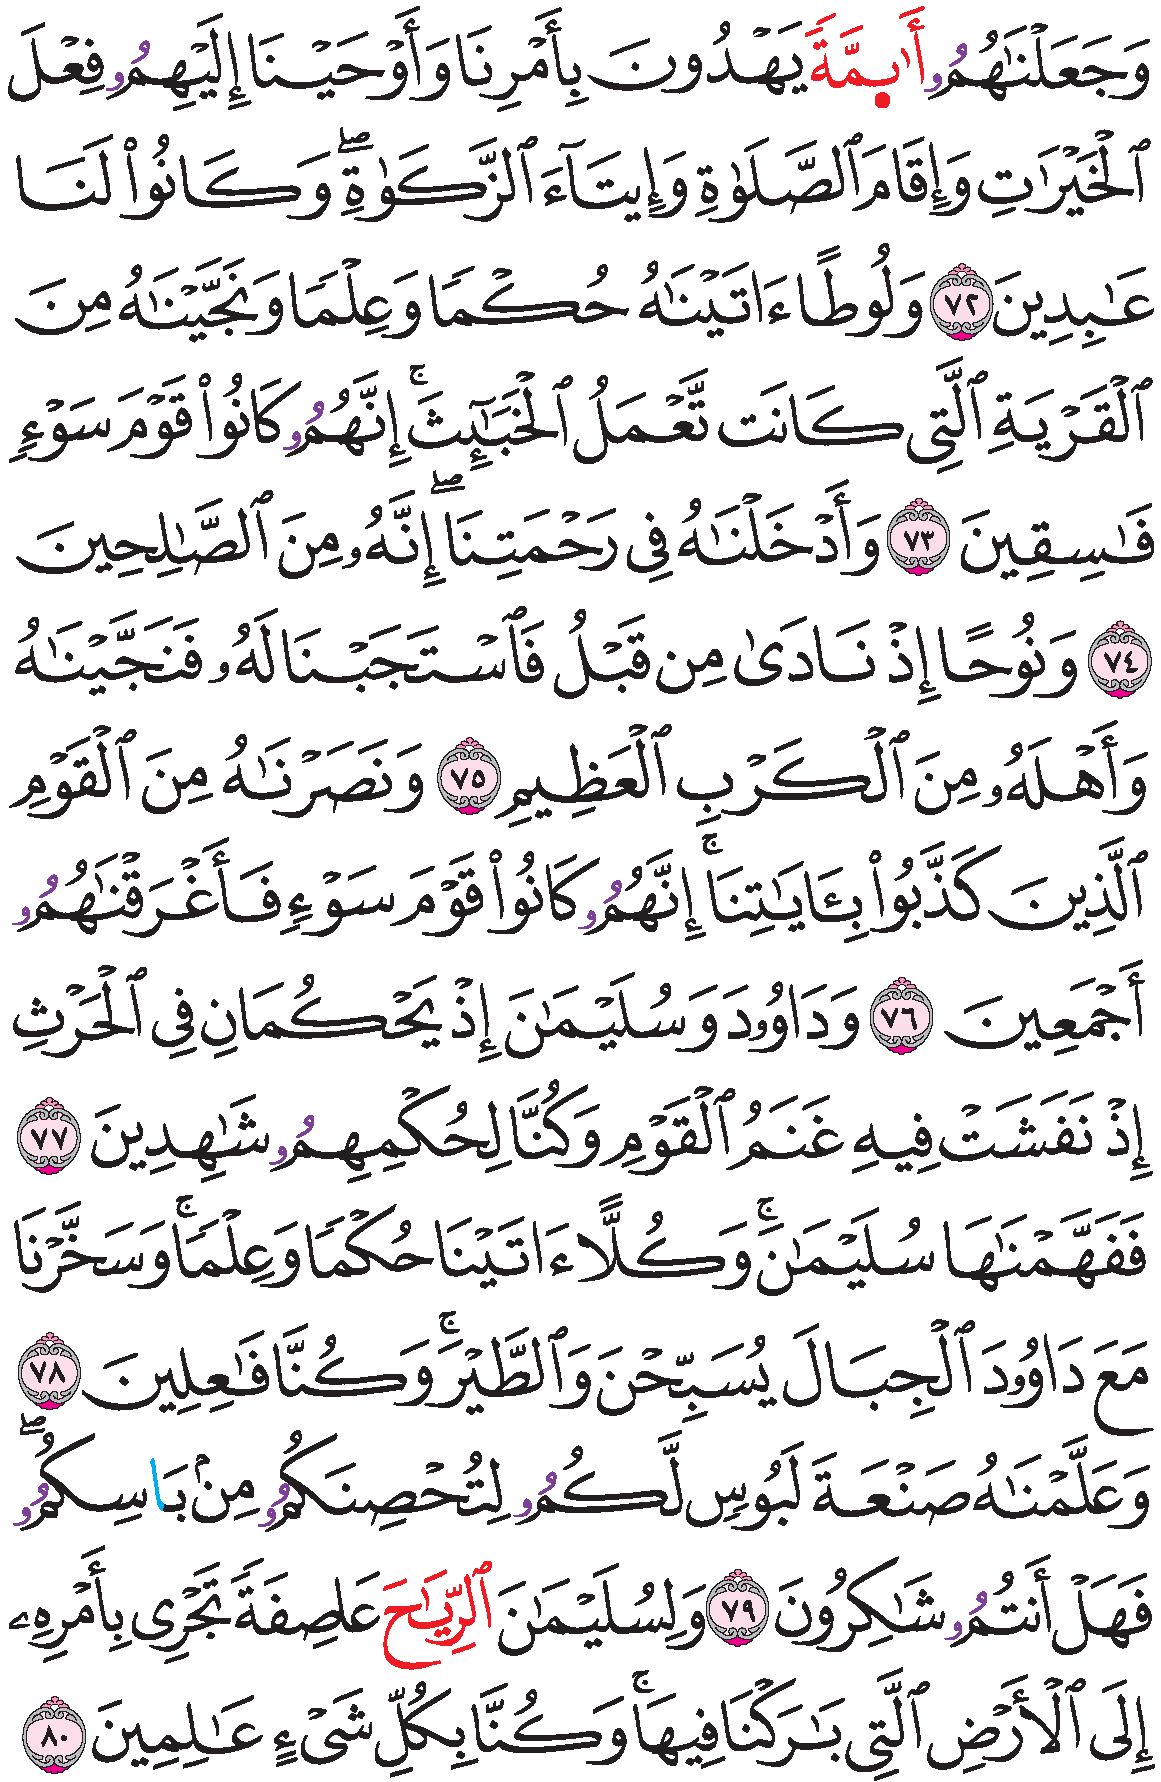 وَجَعَلْنَٰهُمُۥٓ أَٰى۪مَّةَ يَهْدُونَ بِأَمْرِنَا وَأَوْحَيْنَا إِلَيْهِمُۥ فِعْلَ
ٱلْخَيْرَٰتِ وَإِقَامَ ٱلصَّلَوٰةِ وَإِيتَآءَ ٱلزَّكَوٰةِ ۖ وَكَانُوا۟ لَنَا
عَٰبِدِينَ ٧٢ وَلُوطًا ءَاتَيْنَٰهُ حُكْمًا وَعِلْمًا وَنَجَّيْنَٰهُ مِنَ
ٱلْقَرْيَةِ ٱلَّتِى كَانَت تَّعْمَلُ ٱلْخَبَٰٓئِثَ ۚ إِنَّهُمُۥ كَانُوا۟ قَوْمَ سَوْءٍ
فَٰسِقِينَ ٧٣ وَأَدْخَلْنَٰهُ فِى رَحْمَتِنَا ۖ إِنَّهُۥ مِنَ ٱلصَّٰلِحِينَ
٧٤ وَنُوحًا إِذْ نَادَىٰ مِن قَبْلُ فَٱسْتَجَبْنَا لَهُۥ فَنَجَّيْنَٰهُ
وَأَهْلَهُۥ مِنَ ٱلْكَرْبِ ٱلْعَظِيمِ ٧٥ وَنَصَرْنَٰهُ مِنَ ٱلْقَوْمِ
ٱلَّذِينَ كَذَّبُوا۟ بِـَٔايَٰتِنَا ۚ إِنَّهُمُۥ كَانُوا۟ قَوْمَ سَوْءٍ فَأَغْرَقْنَٰهُمُۥ
أَجْمَعِينَ ٧٦ وَدَاوُۥدَ وَسُلَيْمَٰنَ إِذْ يَحْكُمَانِ فِى ٱلْحَرْثِ
إِذْ نَفَشَتْ فِيهِ غَنَمُ ٱلْقَوْمِ وَكُنَّا لِحُكْمِهِمُۥ شَٰهِدِينَ ٧٧
فَفَهَّمْنَٰهَا سُلَيْمَٰنَ ۚ وَكُلًّا ءَاتَيْنَا حُكْمًا وَعِلْمًا ۚ وَسَخَّرْنَا
مَعَ دَاوُۥدَ ٱلْجِبَالَ يُسَبِّحْنَ وَٱلطَّيْرَ ۚ وَكُنَّا فَٰعِلِينَ ٧٨
وَعَلَّمْنَٰهُ صَنْعَةَ لَبُوسٍ لَّكُمُۥ لِتُحْصِنَكُمُۥ مِنۢ بَاسِكُمُۥ ۖ
فَهَلْ أَنتُمُۥ شَٰكِرُونَ ٧٩ وَلِسُلَيْمَٰنَ ٱلرِّيَٰحَ عَاصِفَةً تَجْرِى بِأَمْرِهِۦ
إِلَى ٱلْأَرْضِ ٱلَّتِى بَٰرَكْنَا فِيهَا ۚ وَكُنَّا بِكُلِّ شَىْءٍ عَٰلِمِينَ ٨٠